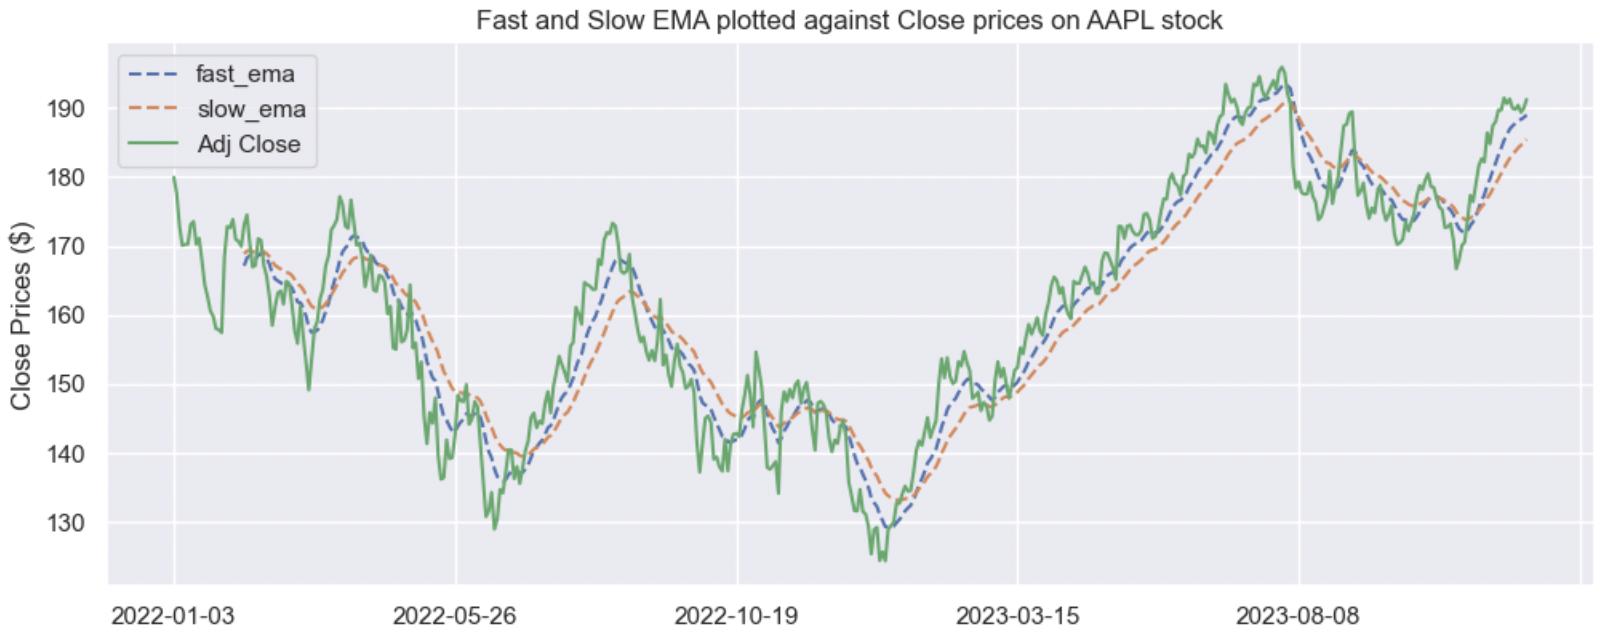 Fast and Slow EMA plotted against Close prices on AAPL stock
fast_ema
slow_ema
Adj Close
Close Prices ($)
190
180
170
160
150
140
130
2022-01-03
2022-05-26
2022-10-19
2023-03-15
2023-08-08